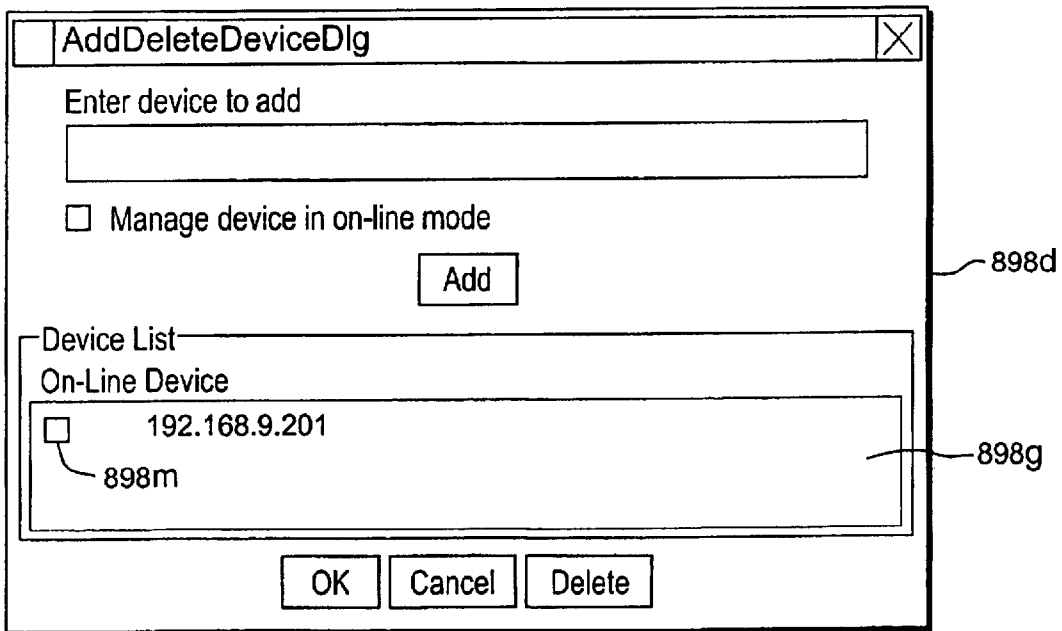 AddDeleteDeviceDlg
Enter device to add
Manage device in on-line mode
Add
898d
Device List
On-Line Device
192.168.9.201
898m
898g
OK Cancel Delete